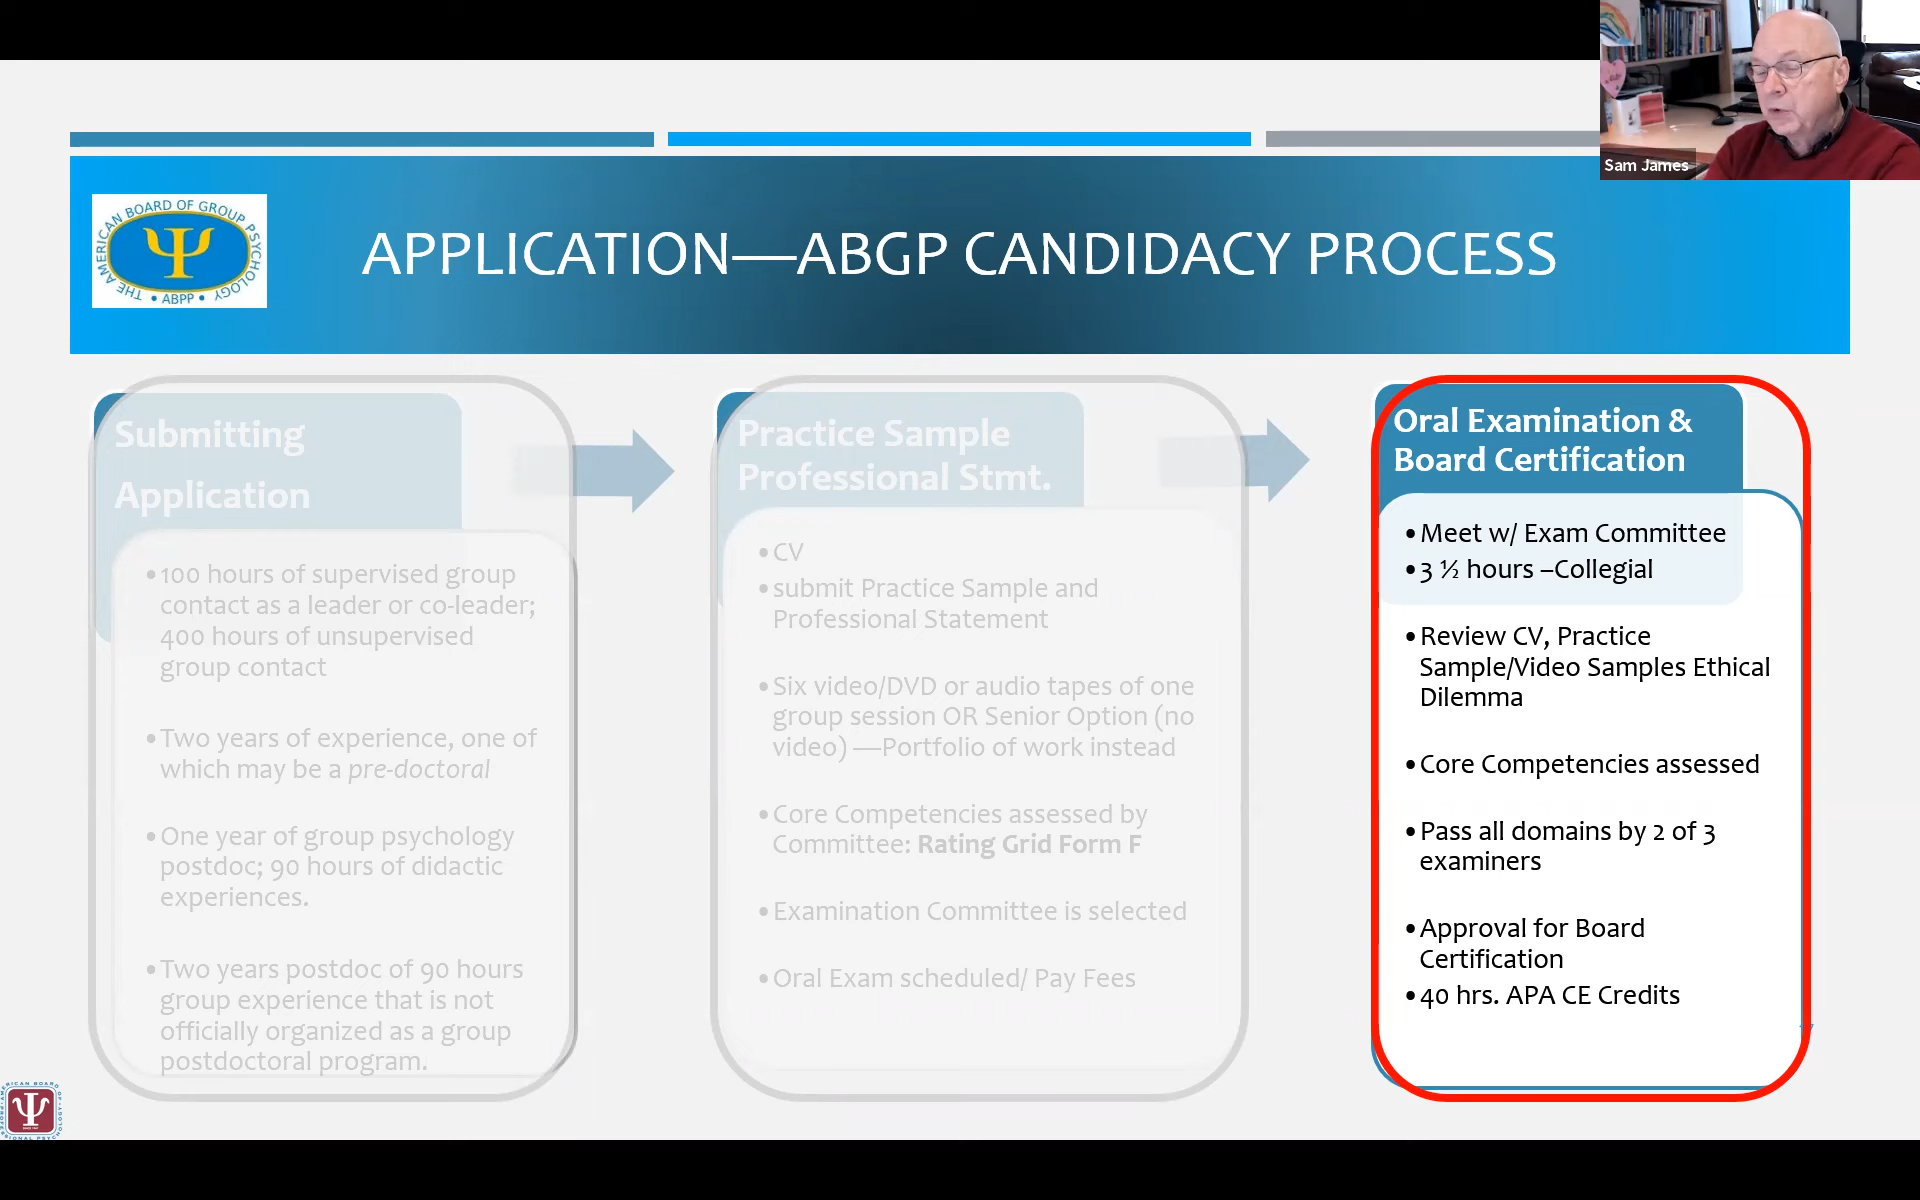 Sam James
THE AMERICAN BOARD OF GROUP PSYCHOLOGY
• ABPP •
APPLICATION—ABGP CANDIDACY PROCESS
Submitting
Application
•100 hours of supervised group
contact as a leader or co-leader;
400 hours of unsupervised
group contact
•Two years of experience, one of
which may be a pre-doctoral
•One year of group psychology
postdoc; 90 hours of didactic
experiences.
•Two years postdoc of 90 hours
group experience that is not
officially organized as a group
postdoctoral program.
Practice Sample
Professional Stmt.
•CV
•submit Practice Sample and
Professional Statement
•Six video/DVD or audio tapes of one
group session OR Senior Option (no
video) —Portfolio of work instead
•Core Competencies assessed by
Committee: Rating Grid Form F
•Examination Committee is selected
•Oral Exam scheduled/ Pay Fees
Oral Examination &
Board Certification
•Meet w/ Exam Committee
•3 ½ hours –Collegial
•Review CV, Practice
Sample/Video Samples Ethical
Dilemma
•Core Competencies assessed
•Pass all domains by 2 of 3
examiners
•Approval for Board
Certification
•40 hrs. APA CE Credits